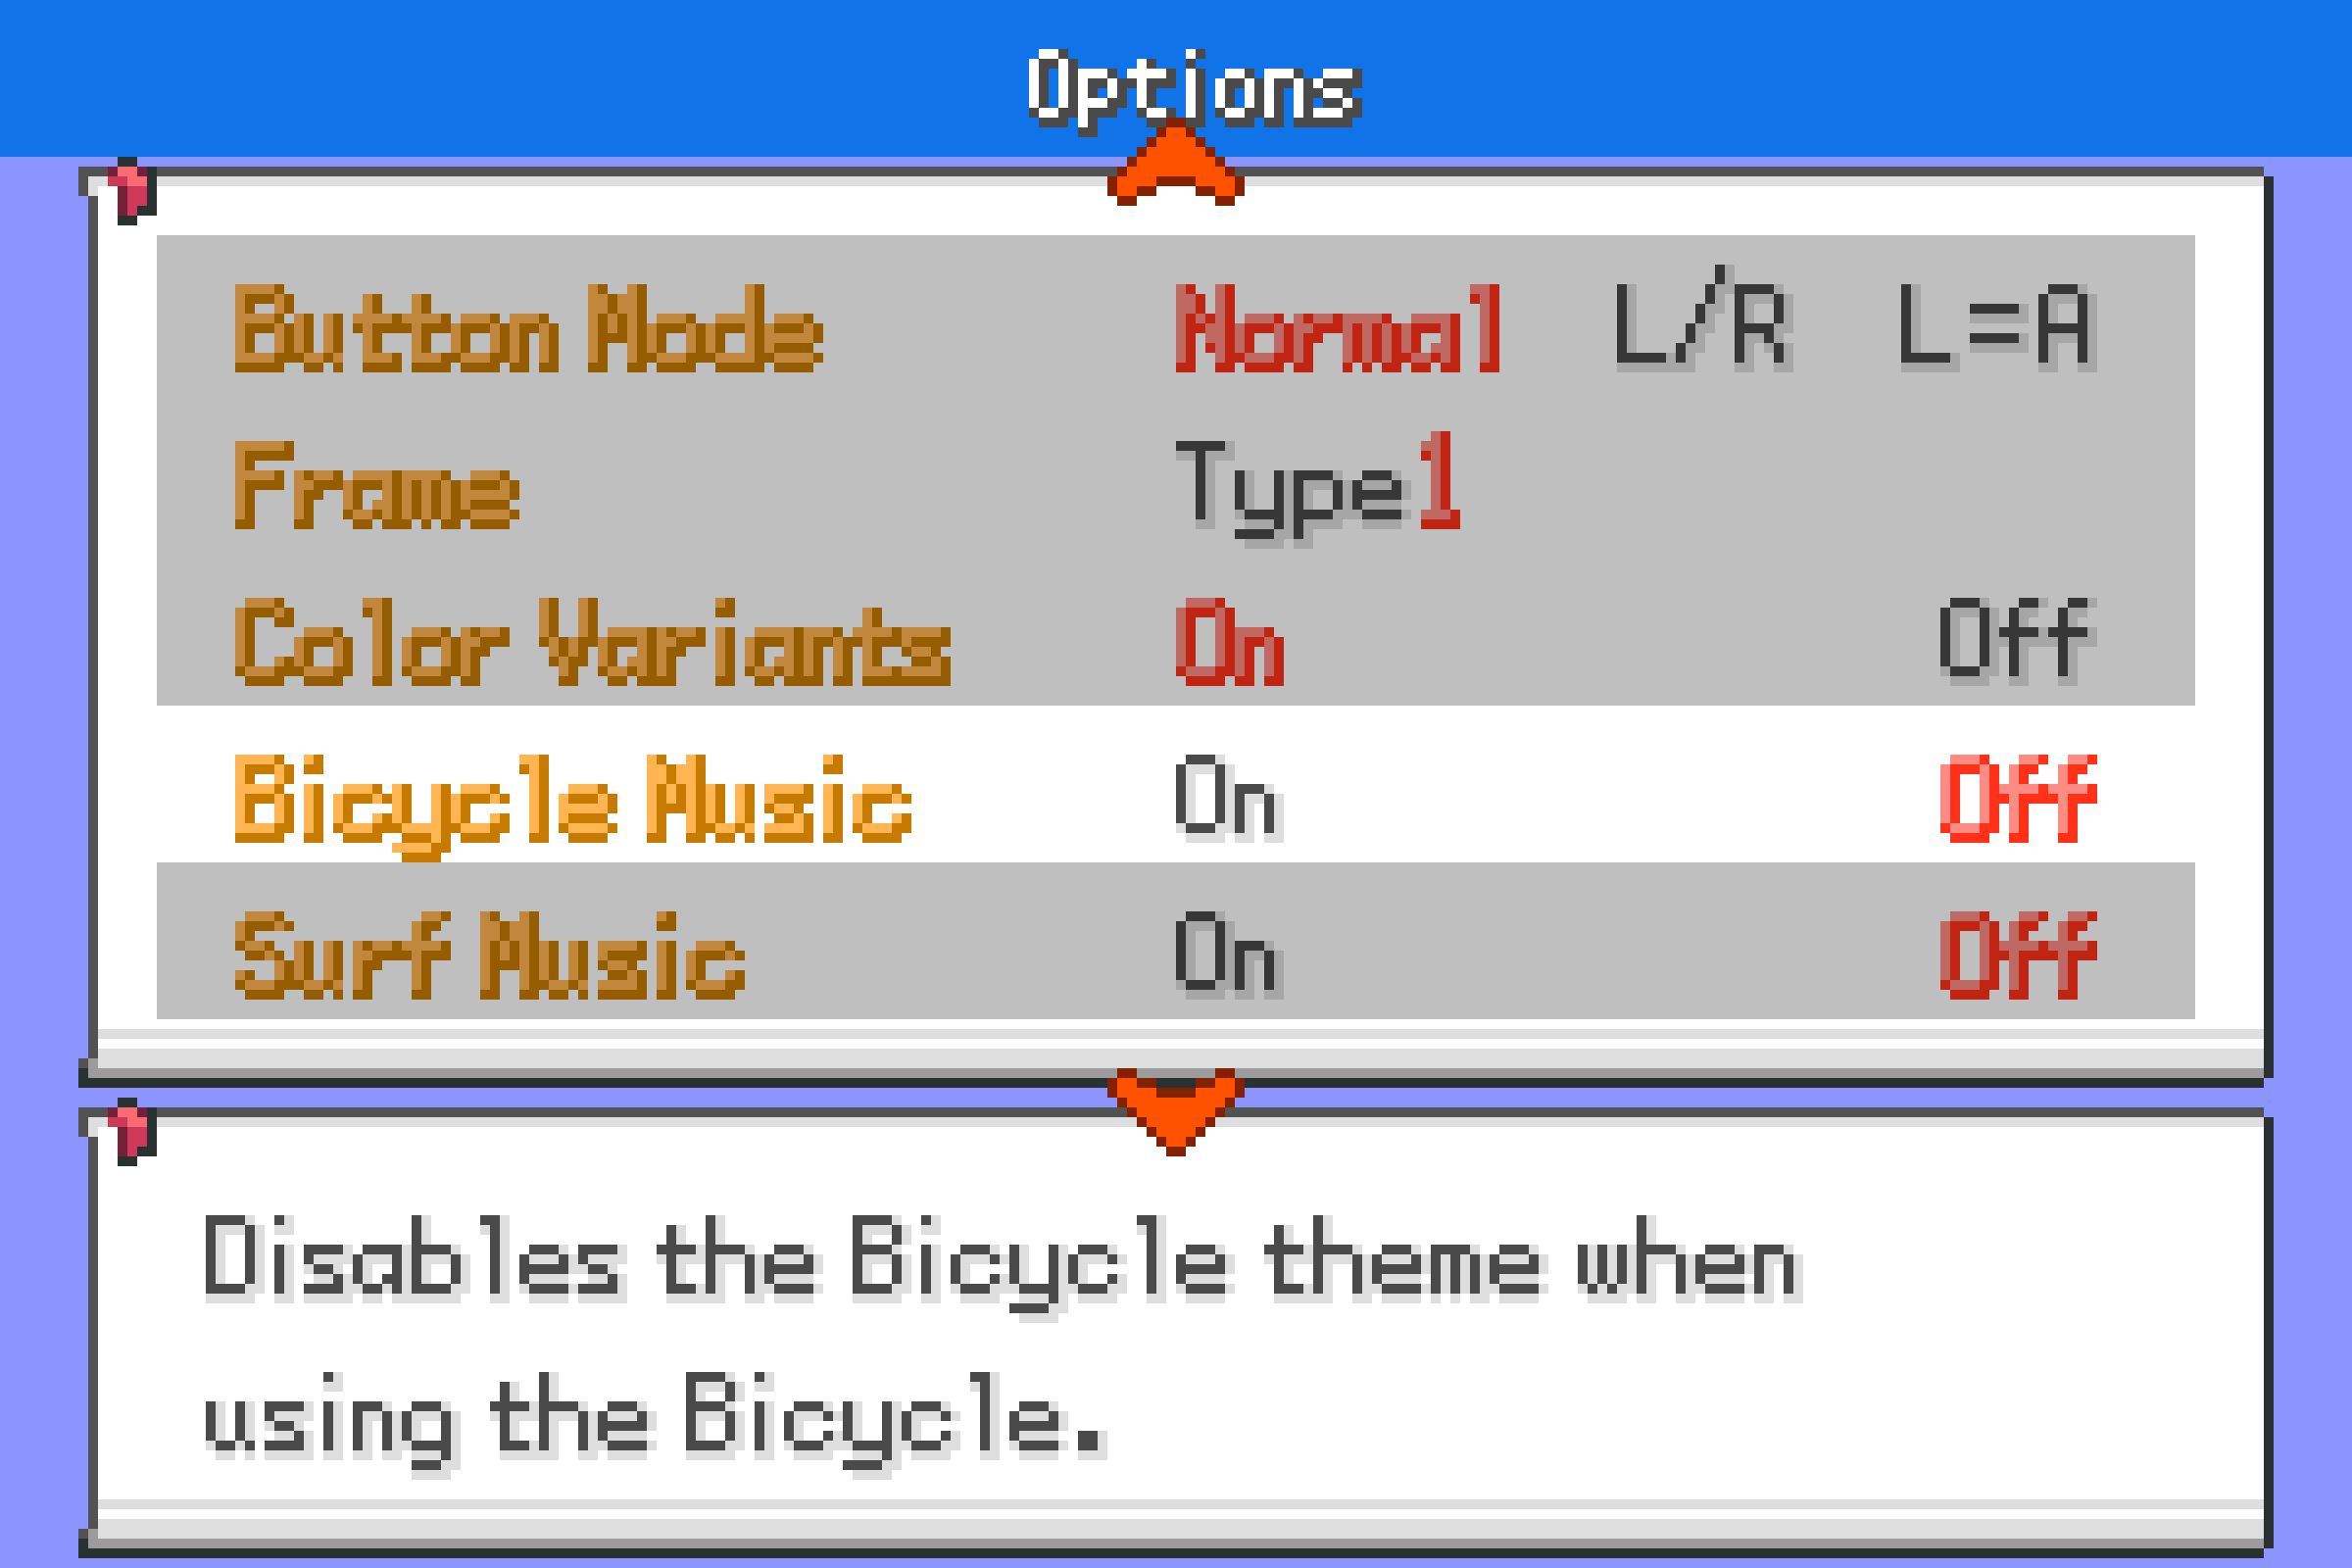 Options
Button Mode Normal L/R L=A
Frame Type1
Color Variants On Off
Bicycle Music On Off
Surf Music On Off
Disables the Bicycle theme when
using the Bicycle.